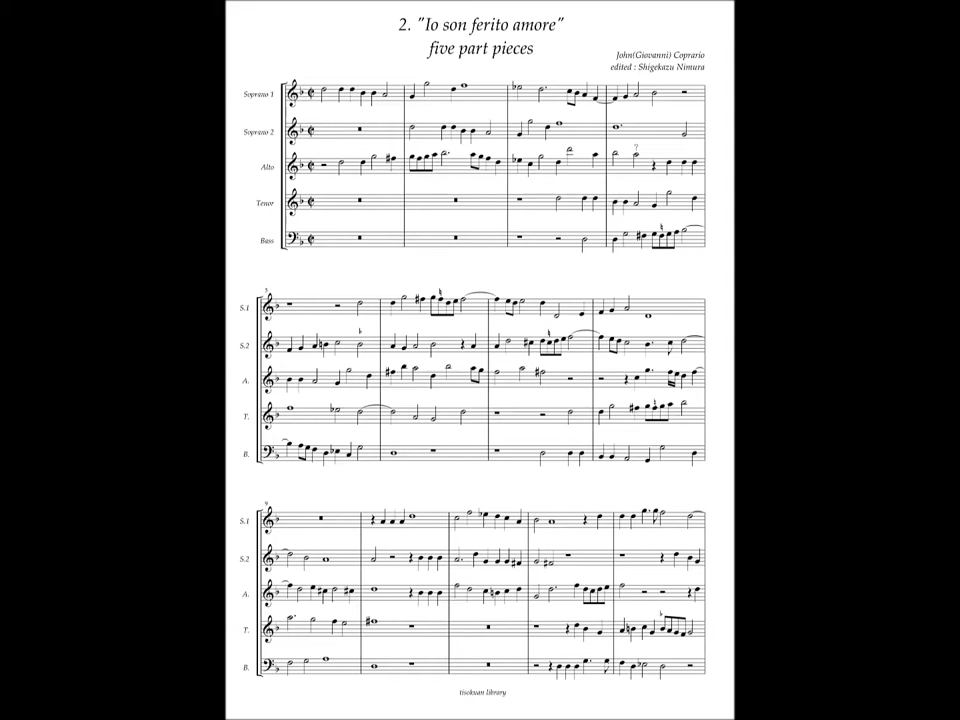 2. "Io son ferito amore"
five part pieces
John(Giovanni) Coprario
edited : Shigekazu Nimura
Soprano 1
Soprano 2
Alto
?
Tenor
Bass
5
S.1
S.2
A.
T.
B.
9
S.1
S.2
A.
T.
B.
tisokuan library